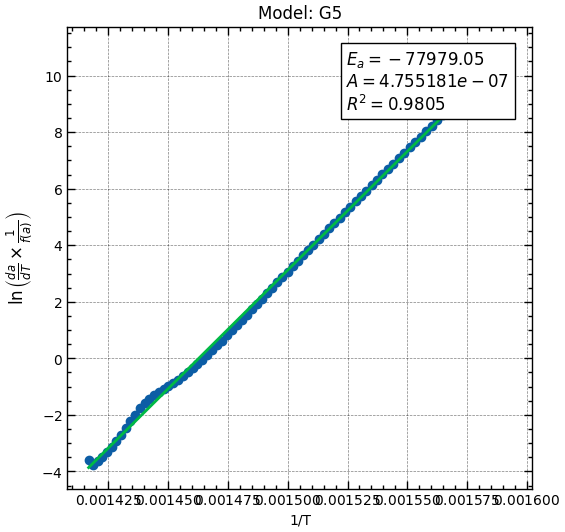 Model: G5
E_a = −77979.05
A = 4.755181e − 07
R^2 = 0.9805
10
8
6
4
2
0
−2
−4
ln (da/dT × 1/f(a))
0.001425 0.001450 0.001475 0.001500 0.001525 0.001550 0.001575 0.001600
1/T